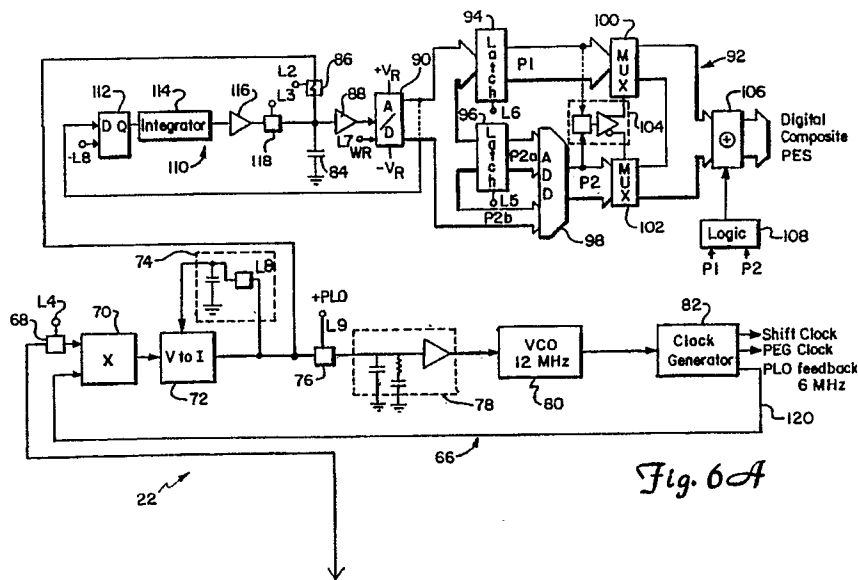 94
Latch
P1
L6
100
MUX
92
106
⊕
Digital
Composite
PES
86
L2
L3
112
D Q
-L8
114
Integrator
110
116
118
84
88
+VR
90
A/D
L7
WR
-VR
96
Latch
L5
P2a
P2b
ADD
98
P2
104
MUX
102
Logic
108
P1 P2
74
L8
L4
68
70
X
V to I
72
+PLO
L9
76
78
VCO
12 MHz
80
82
Clock
Generator
Shift Clock
PEG Clock
PLO feedback
6 MHz
120
66
22
Fig. 6A